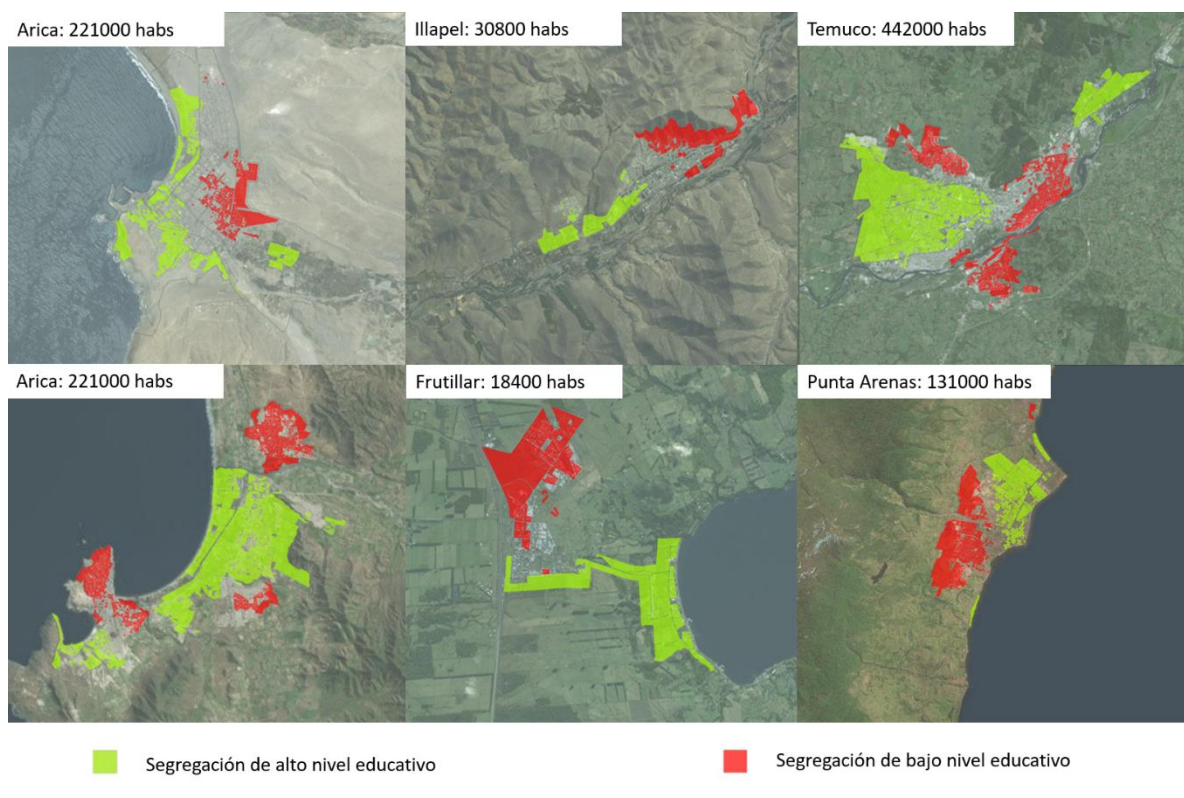 Arica: 221000 habs
Illapel: 30800 habs
Temuco: 442000 habs
Arica: 221000 habs
Frutillar: 18400 habs
Punta Arenas: 131000 habs
Segregación de alto nivel educativo
Segregación de bajo nivel educativo